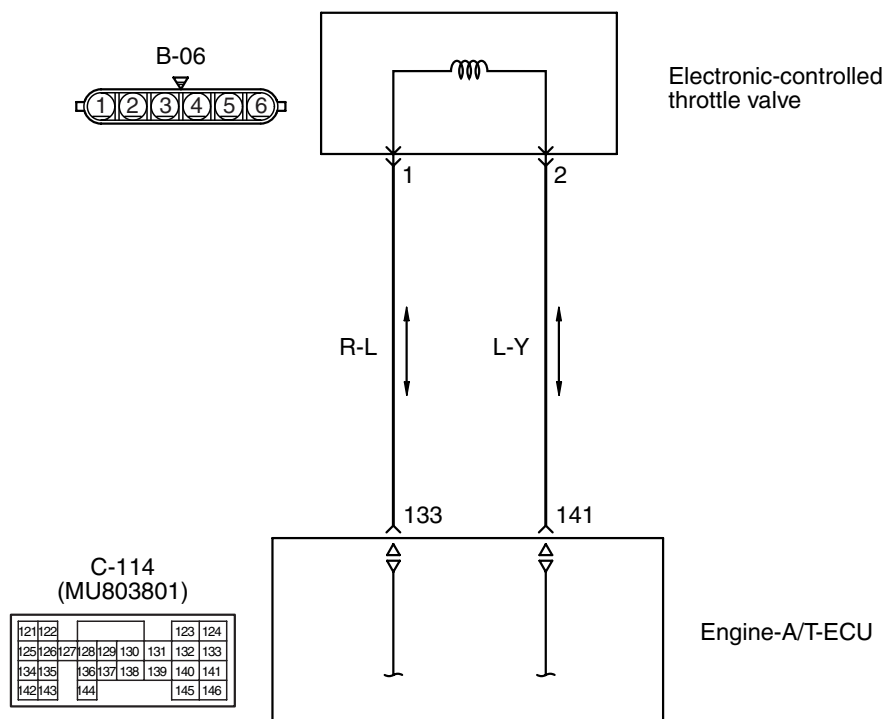 B-06
1 2 3 4 5 6
Electronic-controlled
throttle valve
1
2
R-L
L-Y
133
141
C-114
(MU803801)
121 122 123 124
125 126 127 128 129 130 131 132 133
134 135 136 137 138 139 140 141
142 143 144 145 146
Engine-A/T-ECU